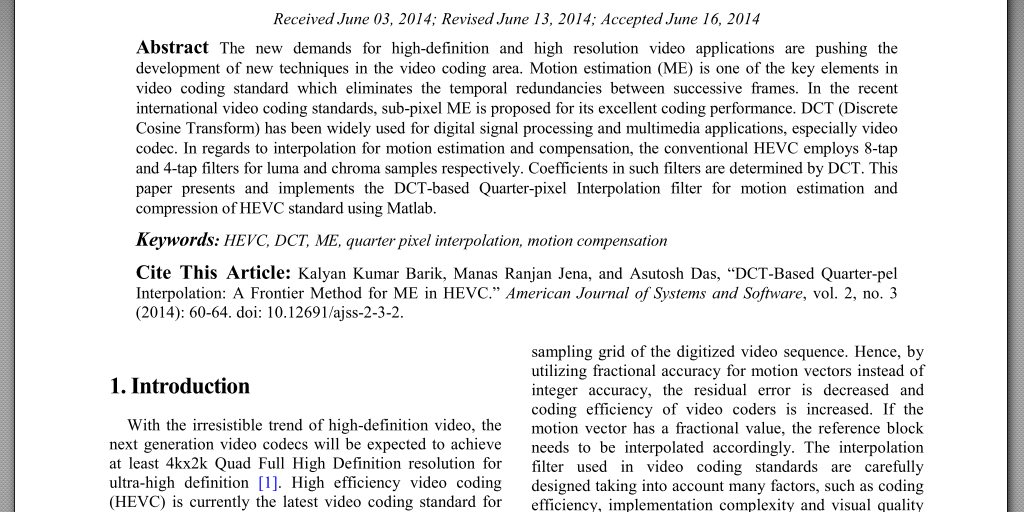 Received June 03, 2014; Revised June 13, 2014; Accepted June 16, 2014
Abstract The new demands for high-definition and high resolution video applications are pushing the
development of new techniques in the video coding area. Motion estimation (ME) is one of the key elements in
video coding standard which eliminates the temporal redundancies between successive frames. In the recent
international video coding standards, sub-pixel ME is proposed for its excellent coding performance. DCT (Discrete
Cosine Transform) has been widely used for digital signal processing and multimedia applications, especially video
codec. In regards to interpolation for motion estimation and compensation, the conventional HEVC employs 8-tap
and 4-tap filters for luma and chroma samples respectively. Coefficients in such filters are determined by DCT. This
paper presents and implements the DCT-based Quarter-pixel Interpolation filter for motion estimation and
compression of HEVC standard using Matlab.
Keywords: HEVC, DCT, ME, quarter pixel interpolation, motion compensation
Cite This Article: Kalyan Kumar Barik, Manas Ranjan Jena, and Asutosh Das, “DCT-Based Quarter-pel
Interpolation: A Frontier Method for ME in HEVC.” American Journal of Systems and Software, vol. 2, no. 3
(2014): 60-64. doi: 10.12691/ajss-2-3-2.
1. Introduction
With the irresistible trend of high-definition video, the
next generation video codecs will be expected to achieve
at least 4kx2k Quad Full High Definition resolution for
ultra-high definition [1]. High efficiency video coding
(HEVC) is currently the latest video coding standard for
sampling grid of the digitized video sequence. Hence, by
utilizing fractional accuracy for motion vectors instead of
integer accuracy, the residual error is decreased and
coding efficiency of video coders is increased. If the
motion vector has a fractional value, the reference block
needs to be interpolated accordingly. The interpolation
filter used in video coding standards are carefully
designed taking into account many factors, such as coding
efficiency, implementation complexity and visual quality